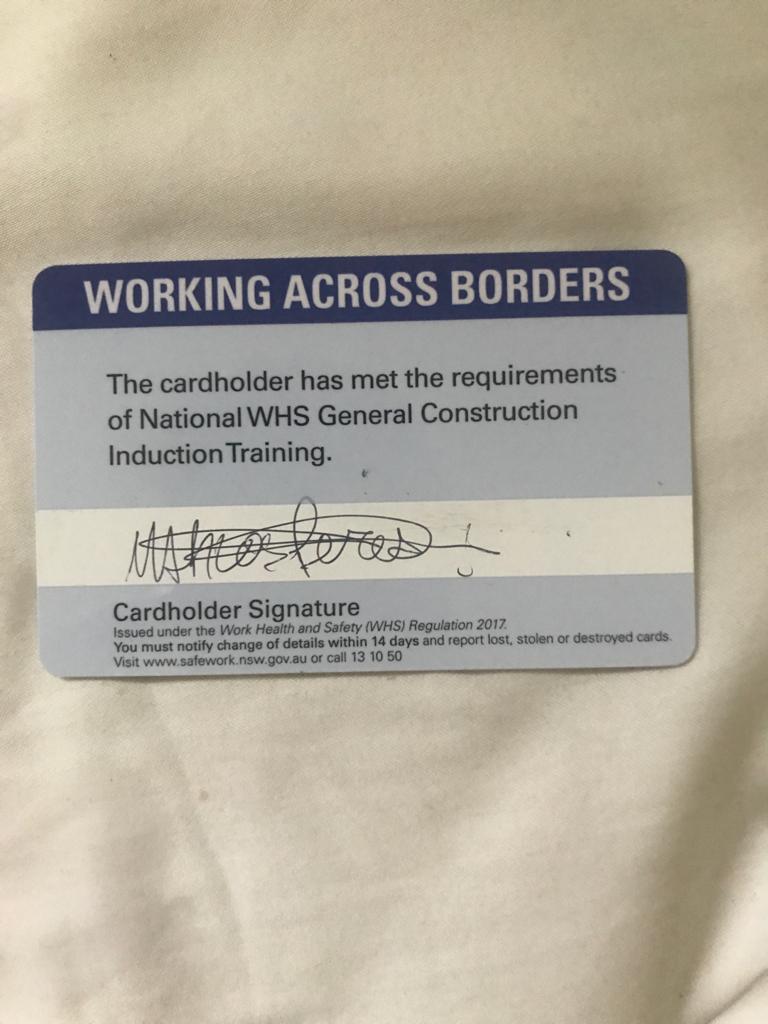 WORKING ACROSS BORDERS
The cardholder has met the requirements
of National WHS General Construction
Induction Training.
Cardholder Signature
Issued under the Work Health and Safety (WHS) Regulation 2017.
You must notify change of details within 14 days and report lost, stolen or destroyed cards.
Visit www.safework.nsw.gov.au or call 13 10 50